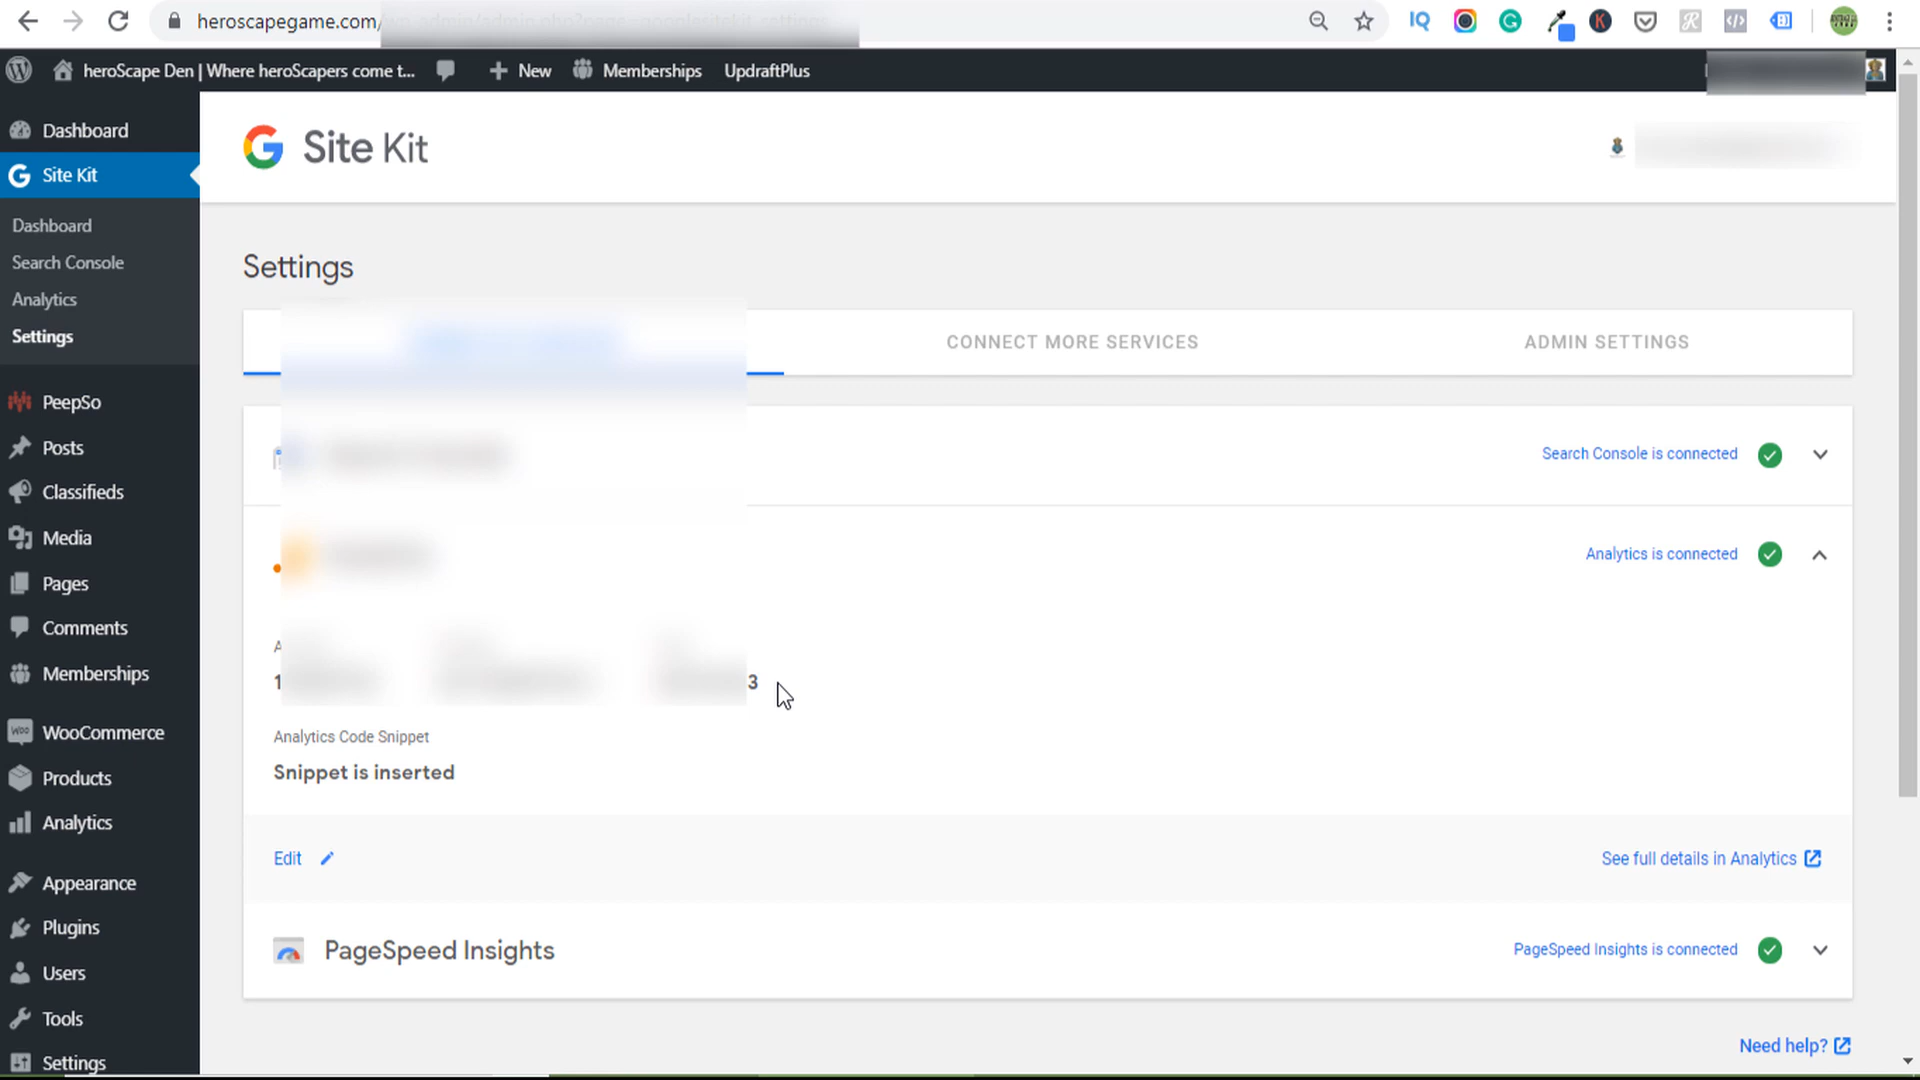 heroscapegame.com/
heroScape Den | Where heroScapers come t...
New
Memberships
UpdraftPlus
Dashboard
Site Kit
Dashboard
Search Console
Analytics
Settings
PeepSo
Posts
Classifieds
Media
Pages
Comments
Memberships
WooCommerce
Products
Analytics
Appearance
Plugins
Users
Tools
Settings
Site Kit
Settings
CONNECT MORE SERVICES
ADMIN SETTINGS
Search Console is connected
Analytics is connected
A
1
3
Analytics Code Snippet
Snippet is inserted
Edit
See full details in Analytics
PageSpeed Insights
PageSpeed Insights is connected
Need help?